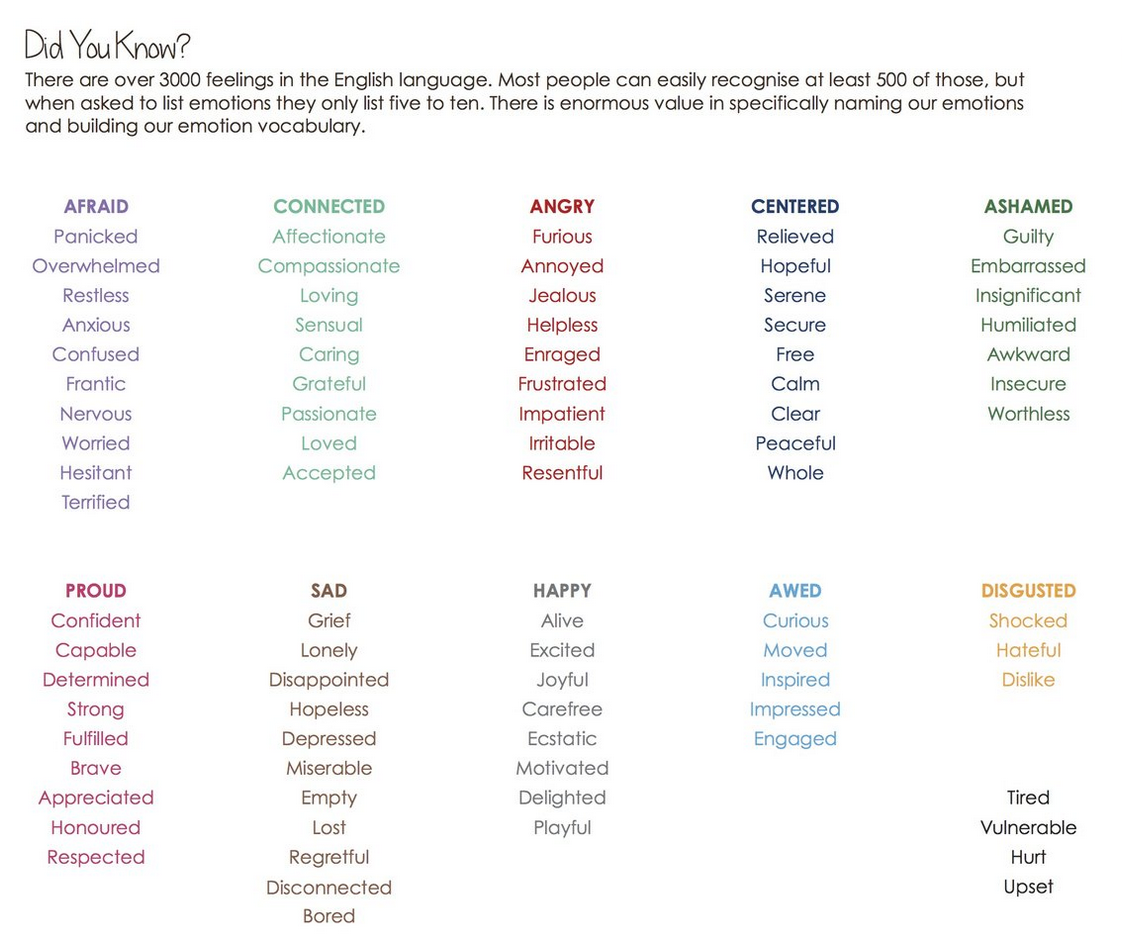 Did You Know?
There are over 3000 feelings in the English language. Most people can easily recognise at least 500 of those, but
when asked to list emotions they only list five to ten. There is enormous value in specifically naming our emotions
and building our emotion vocabulary.
AFRAID
Panicked
Overwhelmed
Restless
Anxious
Confused
Frantic
Nervous
Worried
Hesitant
Terrified
CONNECTED
Affectionate
Compassionate
Loving
Sensual
Caring
Grateful
Passionate
Loved
Accepted
ANGRY
Furious
Annoyed
Jealous
Helpless
Enraged
Frustrated
Impatient
Irritable
Resentful
CENTERED
Relieved
Hopeful
Serene
Secure
Free
Calm
Clear
Peaceful
Whole
ASHAMED
Guilty
Embarrassed
Insignificant
Humiliated
Awkward
Insecure
Worthless
PROUD
Confident
Capable
Determined
Strong
Fulfilled
Brave
Appreciated
Honoured
Respected
SAD
Grief
Lonely
Disappointed
Hopeless
Depressed
Miserable
Empty
Lost
Regretful
Disconnected
Bored
HAPPY
Alive
Excited
Joyful
Carefree
Ecstatic
Motivated
Delighted
Playful
AWED
Curious
Moved
Inspired
Impressed
Engaged
DISGUSTED
Shocked
Hateful
Dislike
Tired
Vulnerable
Hurt
Upset